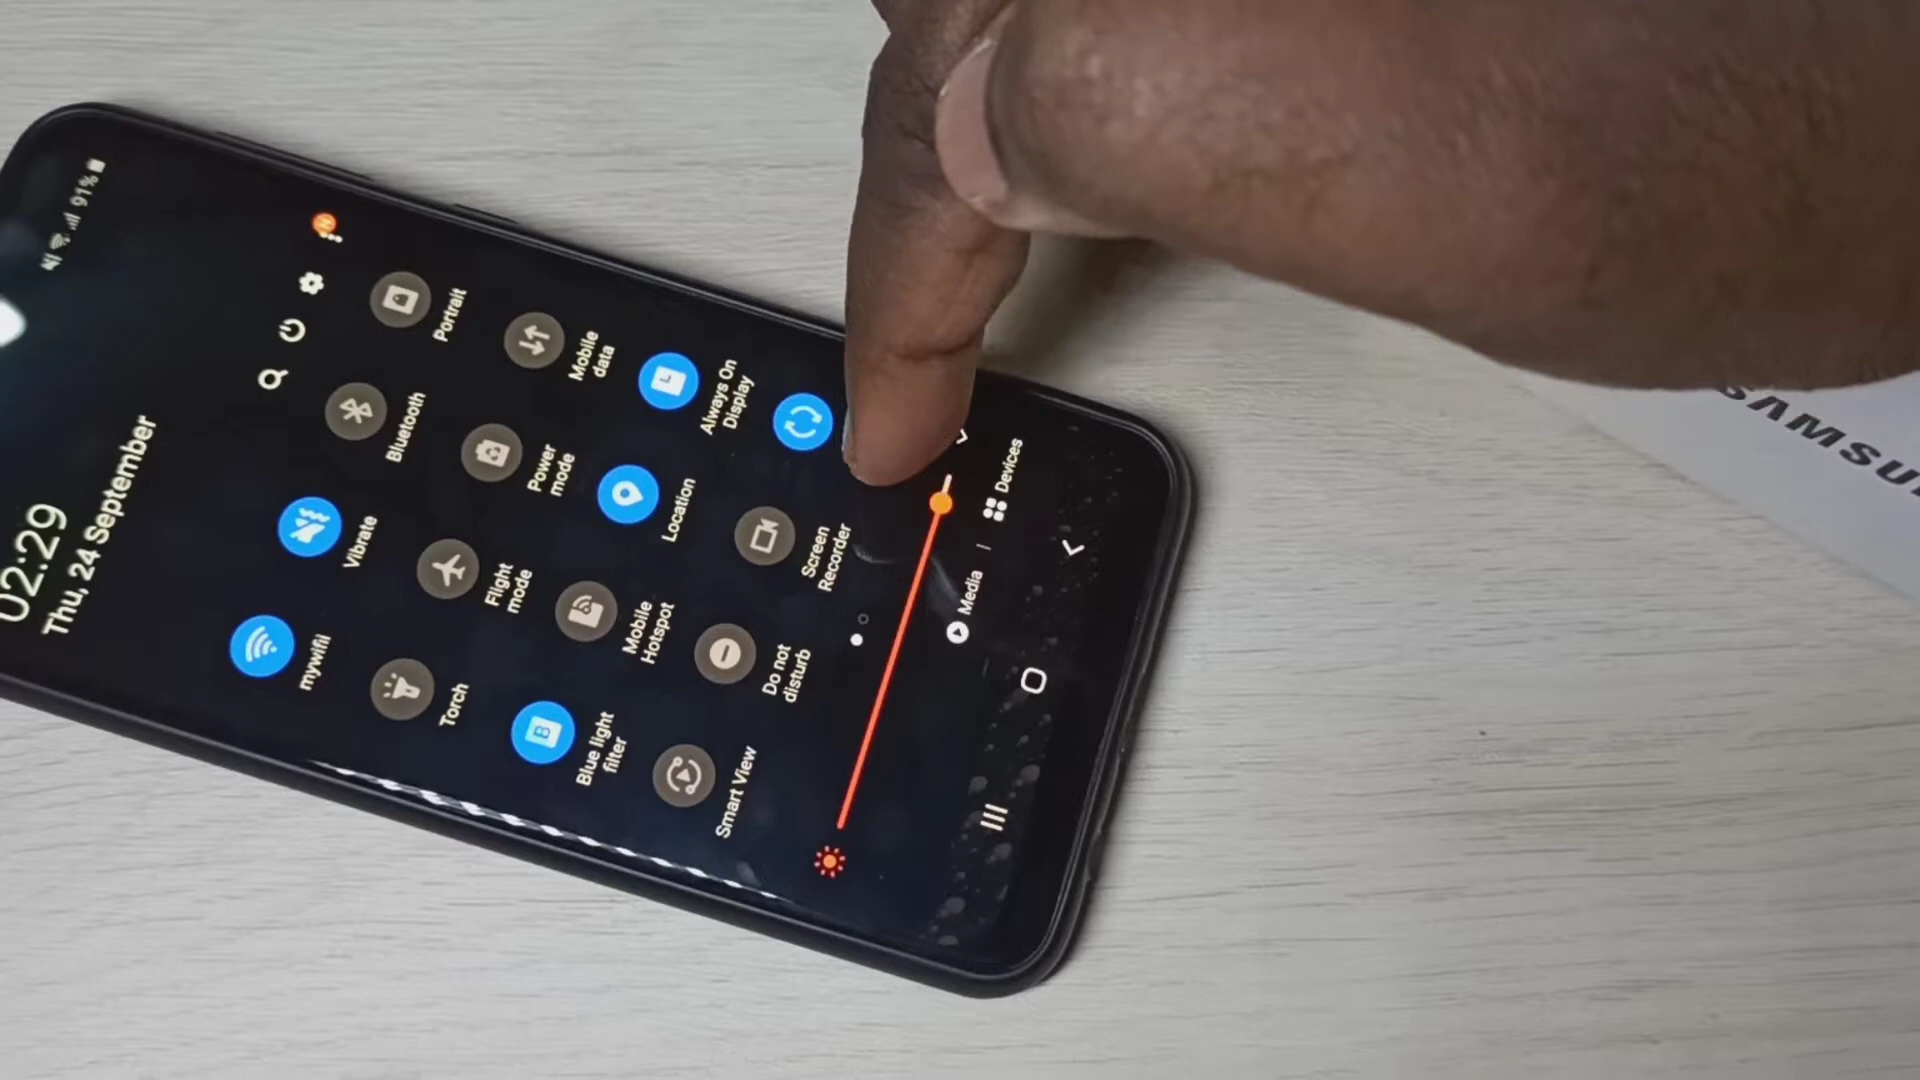 91%
02:29
Thu, 24 September
mywifii
Vibrate
Bluetooth
Portrait
Torch
Flight
mode
Power
mode
Mobile
data
Blue light
filter
Mobile
Hotspot
Location
Always On
Display
Smart View
Do not
disturb
Screen
Recorder
Media
Devices
SAMSU